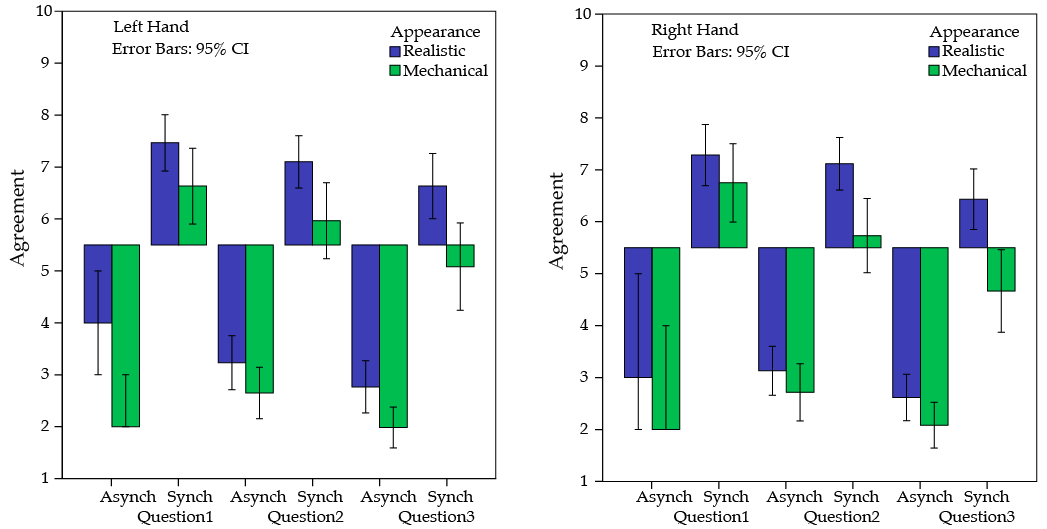 10
9
8
7
6
5
4
3
2
1
Agreement
Left Hand
Error Bars: 95% CI
Appearance
Realistic
Mechanical
Asynch Synch Asynch Synch Asynch Synch
Question1 Question2 Question3
10
9
8
7
6
5
4
3
2
1
Agreement
Right Hand
Error Bars: 95% CI
Appearance
Realistic
Mechanical
Asynch Synch Asynch Synch Asynch Synch
Question1 Question2 Question3